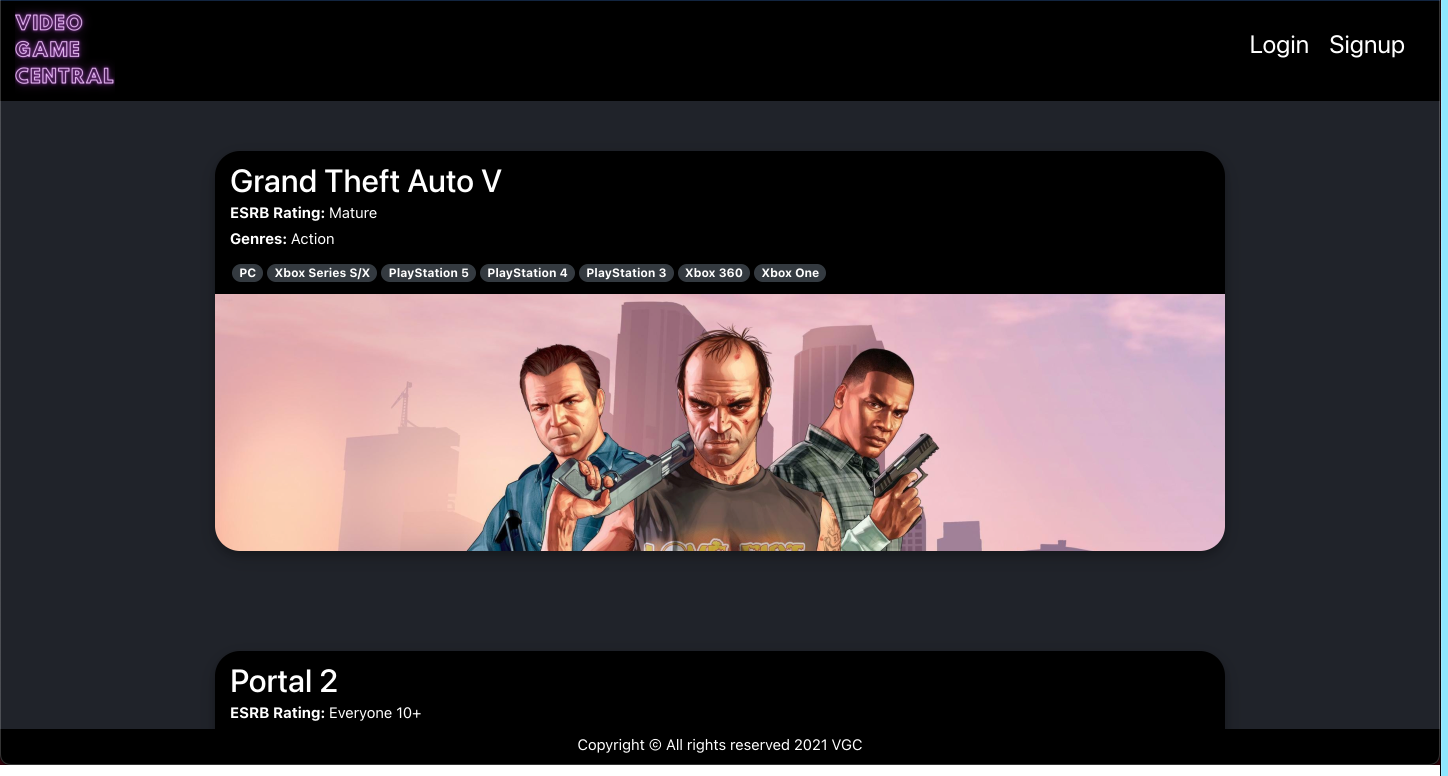 VIDEO
GAME
CENTRAL
Login Signup
Grand Theft Auto V
ESRB Rating: Mature
Genres: Action
PC Xbox Series S/X PlayStation 5 PlayStation 4 PlayStation 3 Xbox 360 Xbox One
Portal 2
ESRB Rating: Everyone 10+
Copyright © All rights reserved 2021 VGC